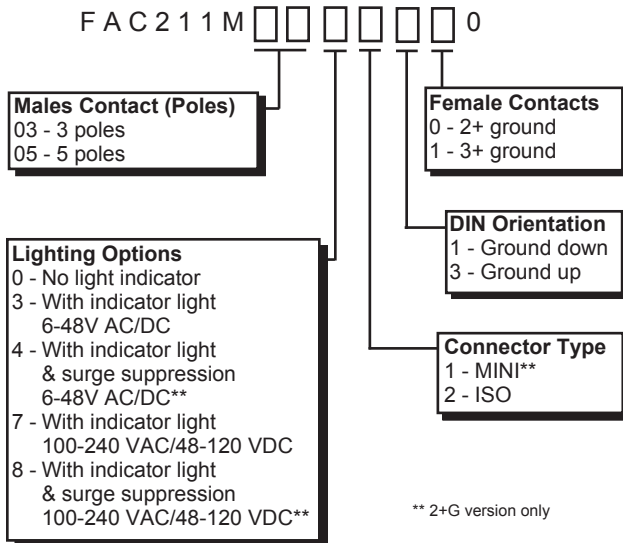 FAC211M 0
Males Contact (Poles)
03 - 3 poles
05 - 5 poles
Female Contacts
0 - 2+ ground
1 - 3+ ground
DIN Orientation
1 - Ground down
3 - Ground up
Lighting Options
0 - No light indicator
3 - With indicator light
6-48V AC/DC
4 - With indicator light
& surge suppression
6-48V AC/DC**
7 - With indicator light
100-240 VAC/48-120 VDC
8 - With indicator light
& surge suppression
100-240 VAC/48-120 VDC**
Connector Type
1 - MINI**
2 - ISO
** 2+G version only